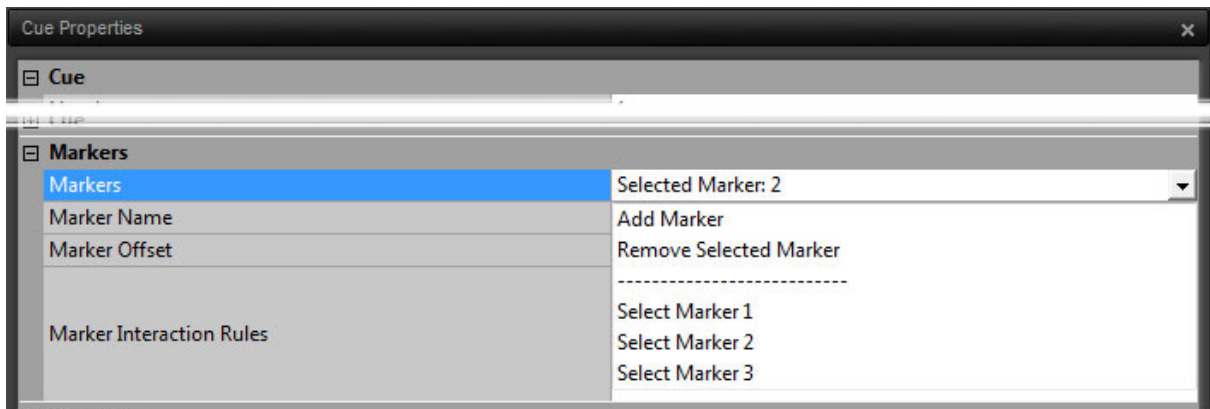 Cue Properties
Cue
Cue
Markers
Markers Selected Marker: 2
Marker Name Add Marker
Marker Offset Remove Selected Marker
---------------------------
Select Marker 1
Marker Interaction Rules Select Marker 2
Select Marker 3